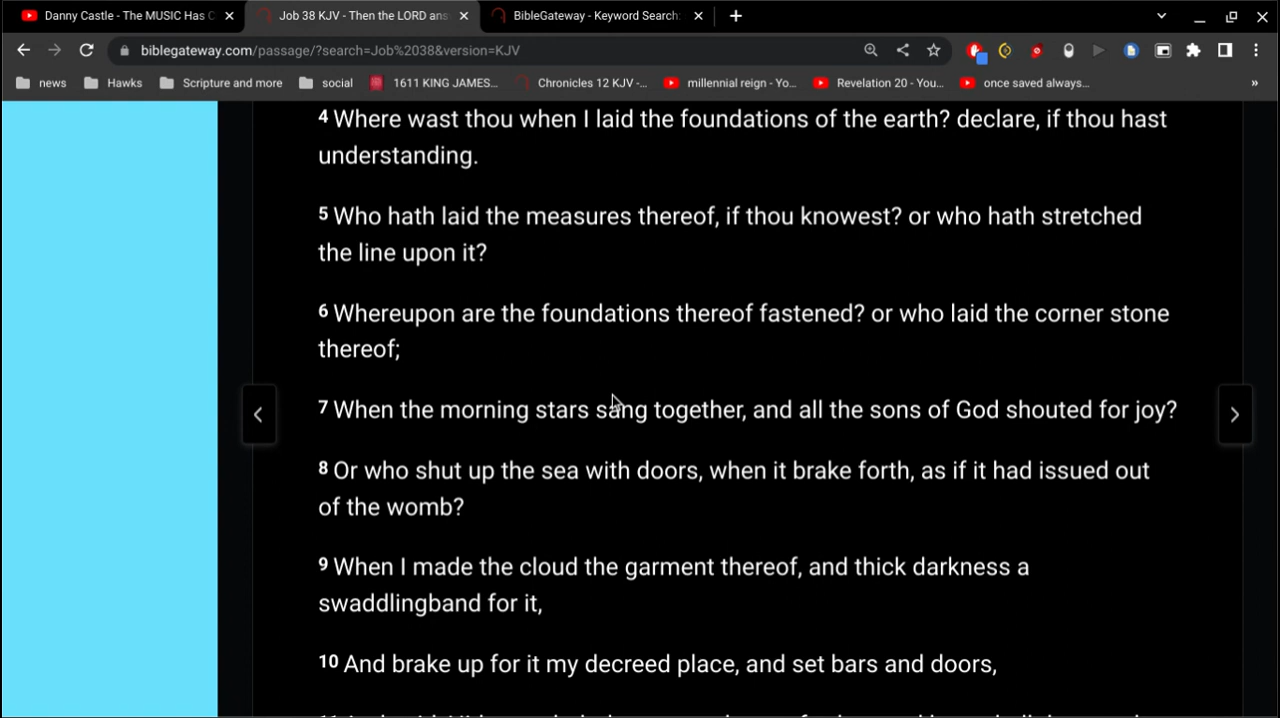 Danny Castle - The MUSIC Has C
Job 38 KJV - Then the LORD ans
BibleGateway - Keyword Search:
biblegateway.com/passage/?search=Job%2038&version=KJV
news Hawks Scripture and more social 1611 KING JAMES... Chronicles 12 KJV -... millennial reign - Yo... Revelation 20 - You... once saved always... »
4 Where wast thou when I laid the foundations of the earth? declare, if thou hast
understanding.
5 Who hath laid the measures thereof, if thou knowest? or who hath stretched
the line upon it?
6 Whereupon are the foundations thereof fastened? or who laid the corner stone
thereof;
7 When the morning stars sang together, and all the sons of God shouted for joy?
8 Or who shut up the sea with doors, when it brake forth, as if it had issued out
of the womb?
9 When I made the cloud the garment thereof, and thick darkness a
swaddlingband for it,
10 And brake up for it my decreed place, and set bars and doors,